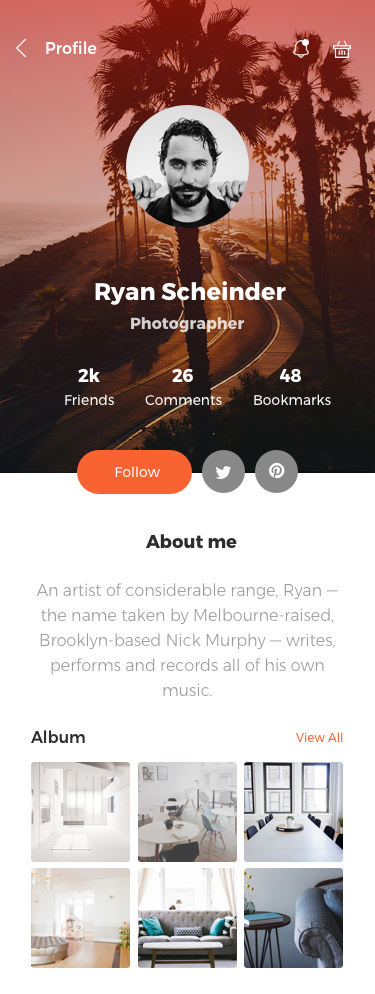 Profile
Ryan Scheinder
Photographer
2k 26 48
Friends Comments Bookmarks
Follow
About me
An artist of considerable range, Ryan —
the name taken by Melbourne-raised,
Brooklyn-based Nick Murphy — writes,
performs and records all of his own
music.
Album View All